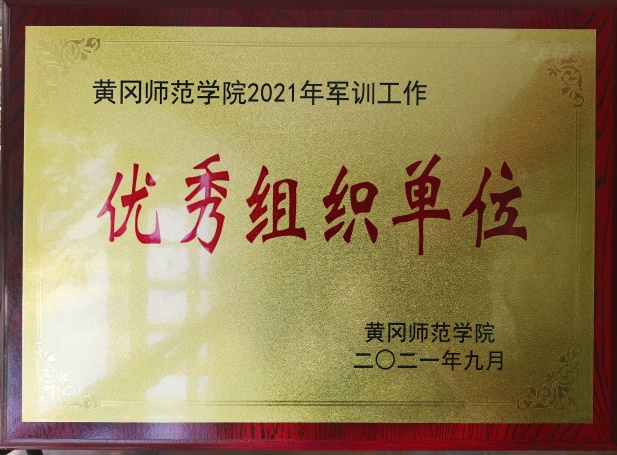 黄冈师范学院2021年军训工作
优秀组织单位
黄冈师范学院
二〇二一年九月